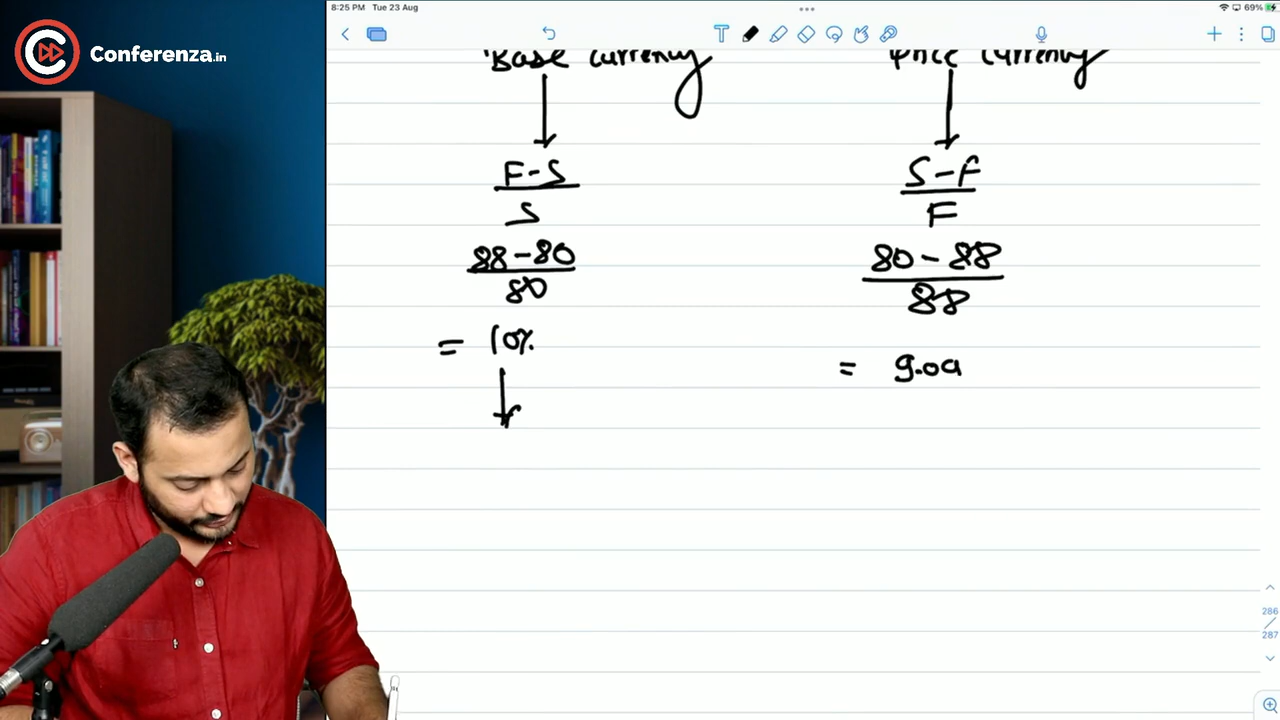 8:25 PM Tue 23 Aug
69%
Conferenza.in
Base currency
Price currency
F-S
S
88-80
80
= 10%
S-F
F
80-88
88
= 9.09
286
287